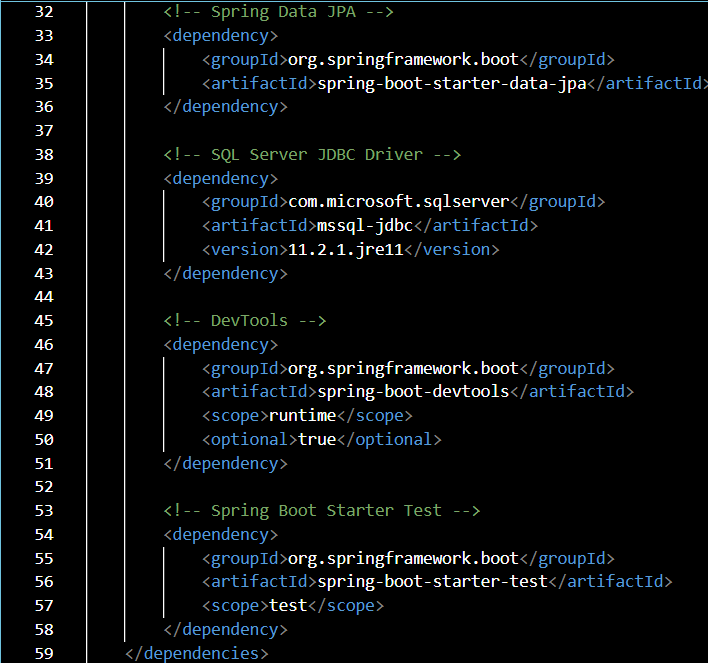 32 <!-- Spring Data JPA -->
33 <dependency>
34 <groupId>org.springframework.boot</groupId>
35 <artifactId>spring-boot-starter-data-jpa</artifactId>
36 </dependency>
37
38 <!-- SQL Server JDBC Driver -->
39 <dependency>
40 <groupId>com.microsoft.sqlserver</groupId>
41 <artifactId>mssql-jdbc</artifactId>
42 <version>11.2.1.jre11</version>
43 </dependency>
44
45 <!-- DevTools -->
46 <dependency>
47 <groupId>org.springframework.boot</groupId>
48 <artifactId>spring-boot-devtools</artifactId>
49 <scope>runtime</scope>
50 <optional>true</optional>
51 </dependency>
52
53 <!-- Spring Boot Starter Test -->
54 <dependency>
55 <groupId>org.springframework.boot</groupId>
56 <artifactId>spring-boot-starter-test</artifactId>
57 <scope>test</scope>
58 </dependency>
59 </dependencies>